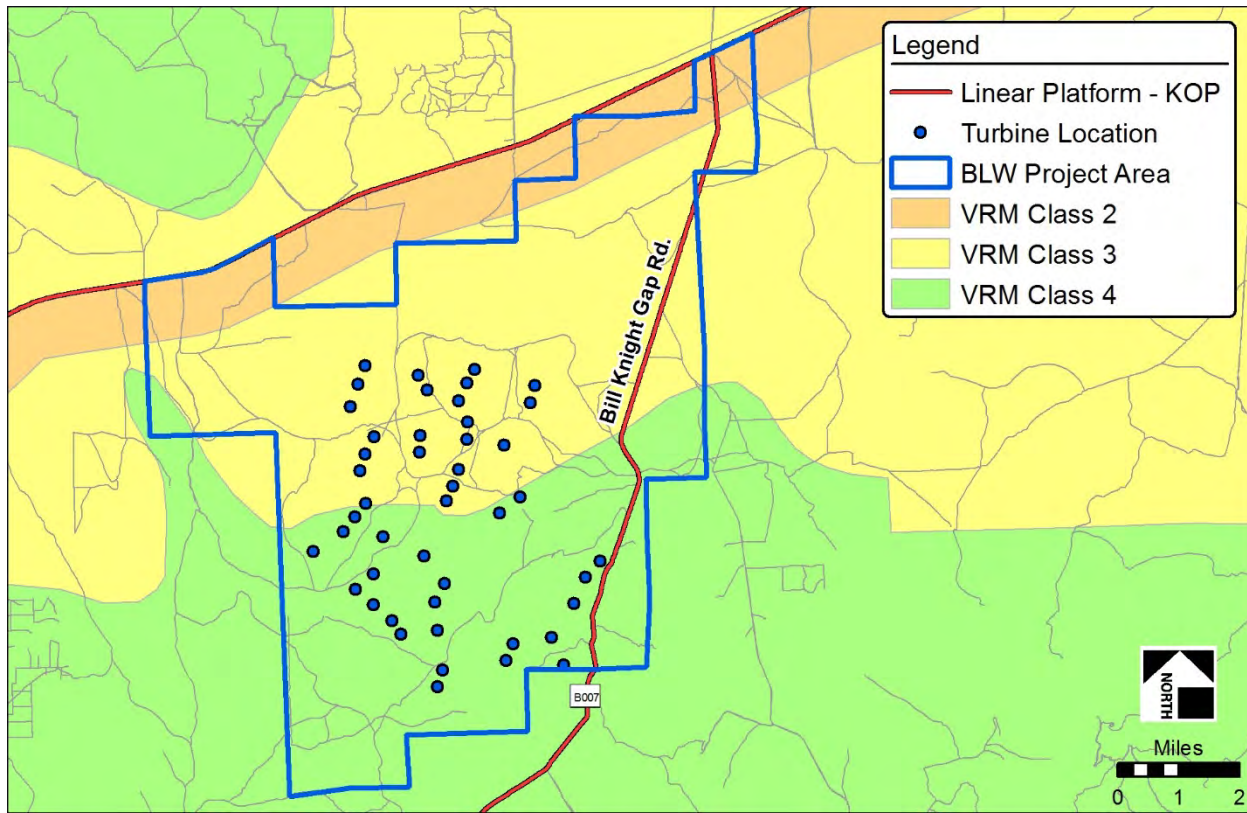 Legend
Linear Platform - KOP
Turbine Location
BLW Project Area
VRM Class 2
VRM Class 3
VRM Class 4
Bill Knight Gap Rd.
B007
NORTH
Miles
0 1 2